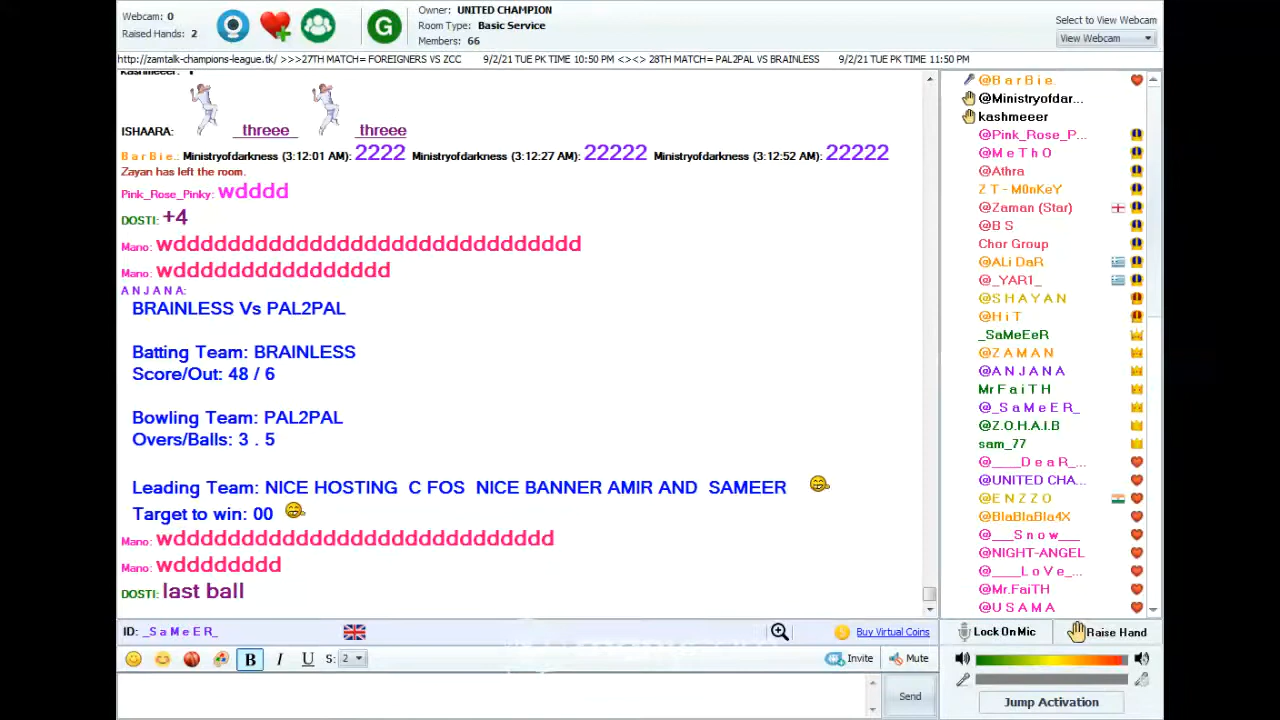 Webcam: 0
Raised Hands: 2
G
Owner: UNITED CHAMPION
Room Type: Basic Service
Members: 66
Select to View Webcam
View Webcam
http://zamtalk-champions-league.tk/ >>>27TH MATCH= FOREIGNERS VS ZCC 9/2/21 TUE PK TIME 10:50 PM <><> 28TH MATCH= PAL2PAL VS BRAINLESS 9/2/21 TUE PK TIME 11:50 PM
ISHAARA: threee threee
B a r B i e .: Ministryofdarkness (3:12:01 AM): 2222 Ministryofdarkness (3:12:27 AM): 22222 Ministryofdarkness (3:12:52 AM): 22222
Zayan has left the room.
Pink_Rose_Pinky: wdddd
DOSTI: +4
Mano: wddddddddddddddddddddddddddddddd
Mano: wdddddddddddddddd
A N J A N A:
BRAINLESS Vs PAL2PAL
Batting Team: BRAINLESS
Score/Out: 48 / 6
Bowling Team: PAL2PAL
Overs/Balls: 3 . 5
Leading Team: NICE HOSTING C FOS NICE BANNER AMIR AND SAMEER
Target to win: 00
Mano: wddddddddddddddddddddddddddddd
Mano: wdddddddd
DOSTI: last ball
@B a r B i e.
@Ministryofdar...
kashmeeer
@Pink_Rose_P...
@M e T h O
@Athra
Z T - M0nKeY
@Zaman (Star)
@B S
Chor Group
@ALi DaR
@_YAR1_
@S H A Y A N
@H i T
_SaMeEeR
@Z A M A N
@A N J A N A
Mr F a i T H
@_S a M e E R_
@Z.O.H.A.I.B
sam_77
@____D e a R_...
@UNITED CHA...
@E N Z Z O
@BlaBlaBla4X
@___S n o w___
@NIGHT-ANGEL
@____L o V e_...
@Mr.FaiTH
@U S A M A
ID: _S a M e E R_
Buy Virtual Coins
Lock On Mic
Raise Hand
B I U S: 2
Invite
Mute
Send
Jump Activation